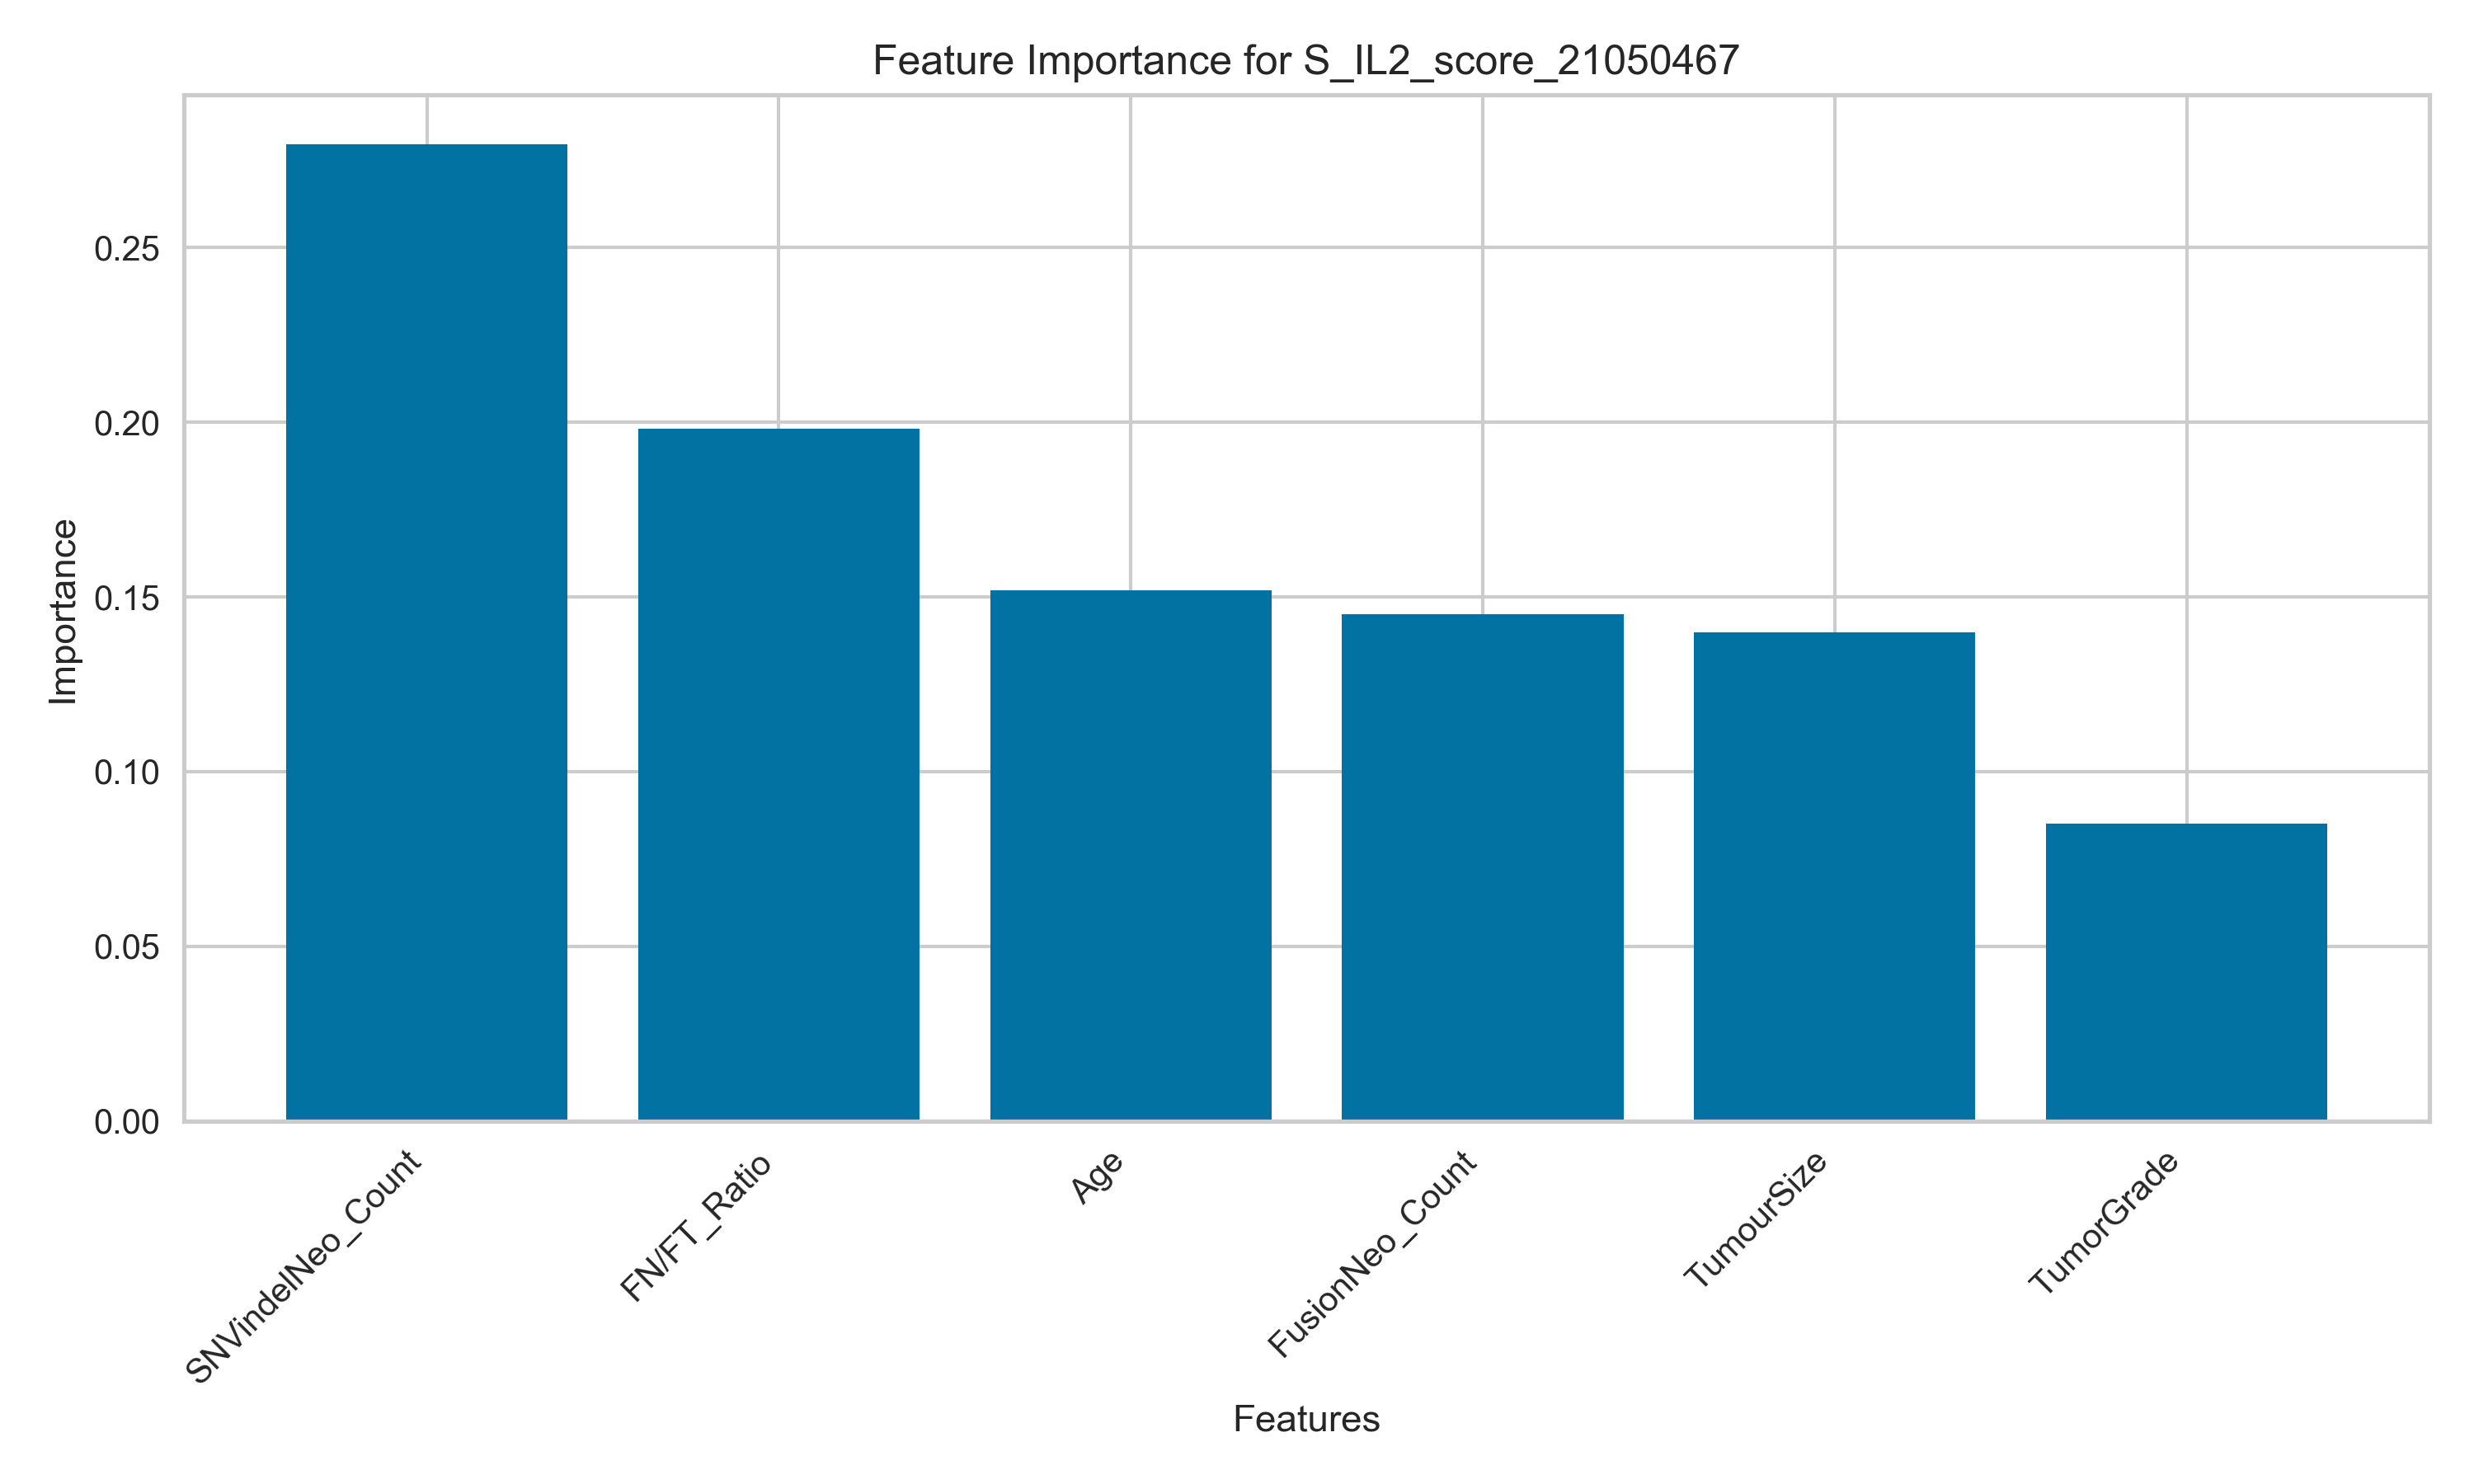 Feature Importance for S_IL2_score_21050467
Importance
0.25
0.20
0.15
0.10
0.05
0.00
SNVindelNeo_Count
FN/FT_Ratio
Age
FusionNeo_Count
TumourSize
TumorGrade
Features